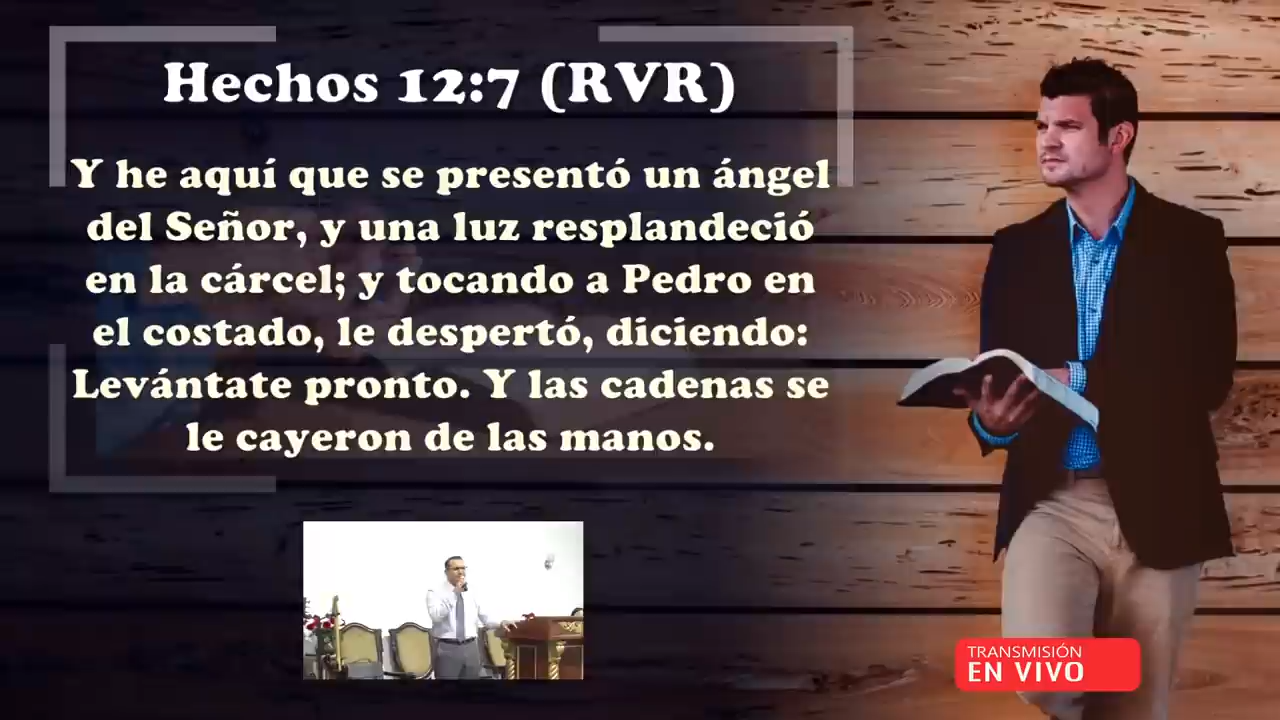 Hechos 12:7 (RVR)
Y he aquí que se presentó un ángel
del Señor, y una luz resplandeció
en la cárcel; y tocando a Pedro en
el costado, le despertó, diciendo:
Levántate pronto. Y las cadenas se
le cayeron de las manos.
TRANSMISIÓN
EN VIVO